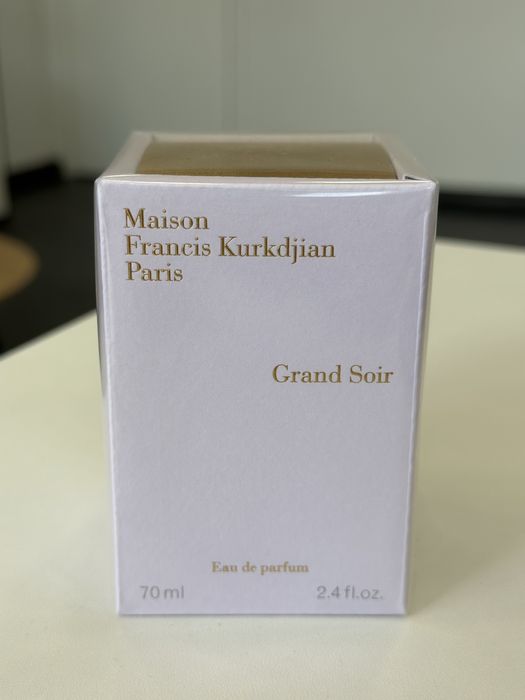 Maison
Francis Kurkdjian
Paris
Grand Soir
Eau de parfum
70 ml 2.4 fl.oz.